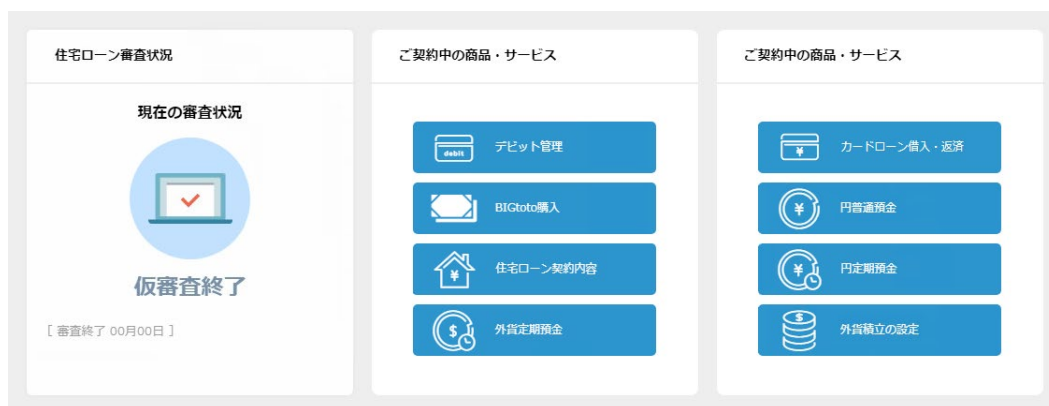 住宅ローン審査状況
現在の審査状況
仮審査終了
[ 審査終了 00月00日 ]
ご契約中の商品・サービス
debit
デビット管理
BIGtoto購入
¥
住宅ローン契約内容
$
外貨定期預金
ご契約中の商品・サービス
¥
カードローン借入・返済
¥
円普通預金
¥
円定期預金
$
外貨積立の設定